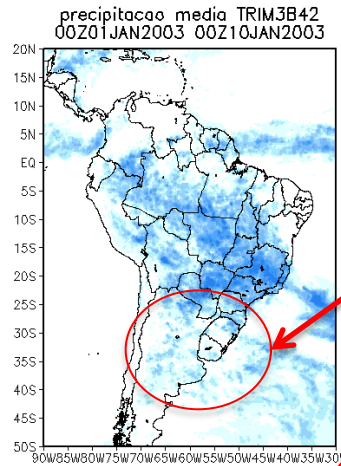 precipitacao media TRIM3B42
00Z01JAN2003 00Z10JAN2003
20N
15N
10N
5N
EQ
5S
10S
15S
20S
25S
30S
35S
40S
45S
50S
90W85W80W75W70W65W60W55W50W45W40W35W30W